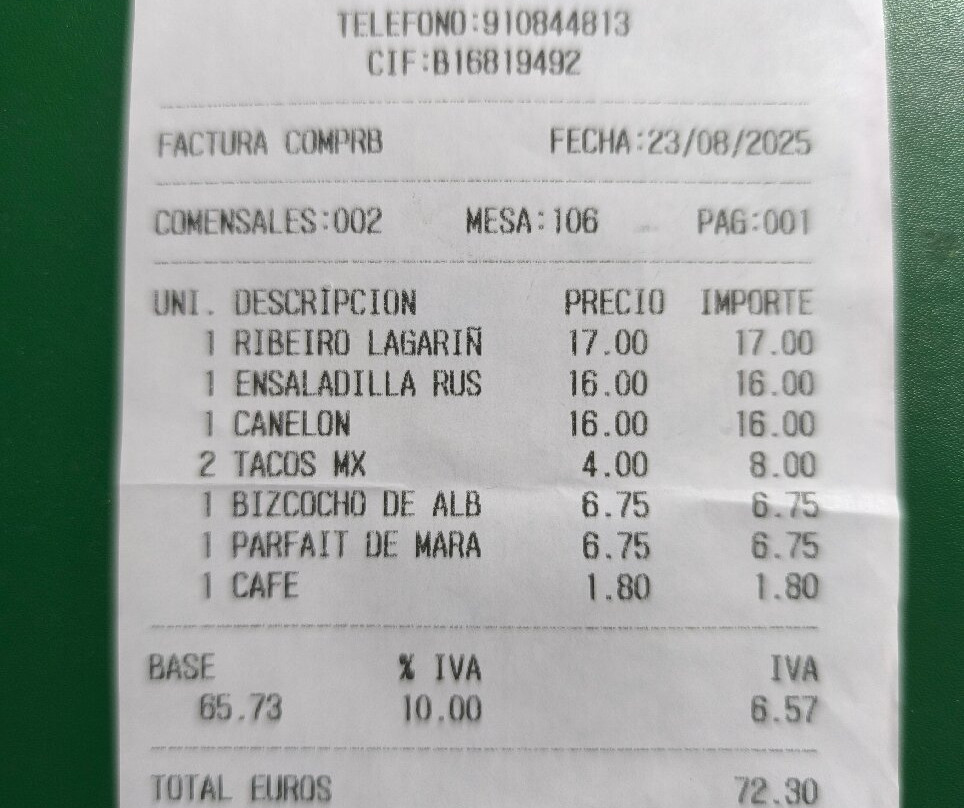 TELEFONO:910844813
CIF:B16819492
FACTURA COMPRB FECHA:23/08/2025
COMENSALES:002 MESA:106 PAG:001
UNI. DESCRIPCION PRECIO IMPORTE
1 RIBEIRO LAGARIÑ 17.00 17.00
1 ENSALADILLA RUS 16.00 16.00
1 CANELON 16.00 16.00
2 TACOS MX 4.00 8.00
1 BIZCOCHO DE ALB 6.75 6.75
1 PARFAIT DE MARA 6.75 6.75
1 CAFE 1.80 1.80
BASE % IVA IVA
65.73 10.00 6.57
TOTAL EUROS 72.30